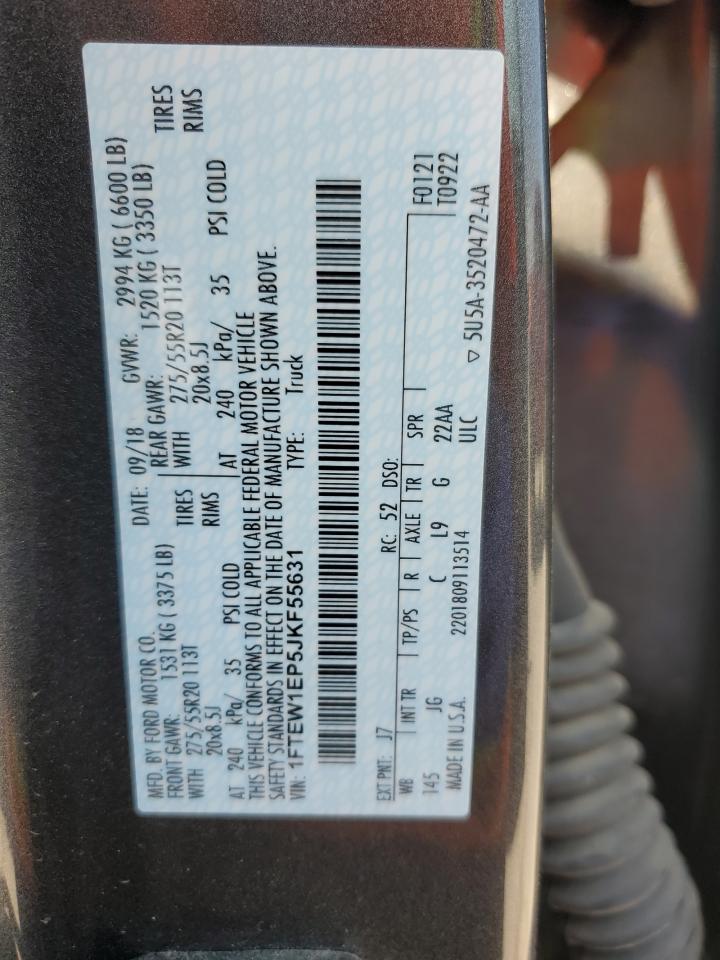 MFD. BY FORD MOTOR CO. DATE: 09/18 GVWR: 2994 KG ( 6600 LB)
FRONT GAWR: 1531 KG ( 3375 LB) REAR GAWR: 1520 KG ( 3350 LB)
WITH 275/55R20 113T TIRES WITH 275/55R20 113T TIRES
20x8.5J RIMS 20x8.5J RIMS
AT 240 kPa/ 35 PSI COLD AT 240 kPa/ 35 PSI COLD
THIS VEHICLE CONFORMS TO ALL APPLICABLE FEDERAL MOTOR VEHICLE
SAFETY STANDARDS IN EFFECT ON THE DATE OF MANUFACTURE SHOWN ABOVE.
VIN: 1FTEW1EP5JKF55631 TYPE: Truck
EXT PNT: J7 RC: 52 DSO:
WB INT TR TP/PS R AXLE TR SPR F0121
145 JG C L9 G 22AA T0922
MADE IN U.S.A. 2201809113514 ULC ▽ 5U5A-3520472-AA